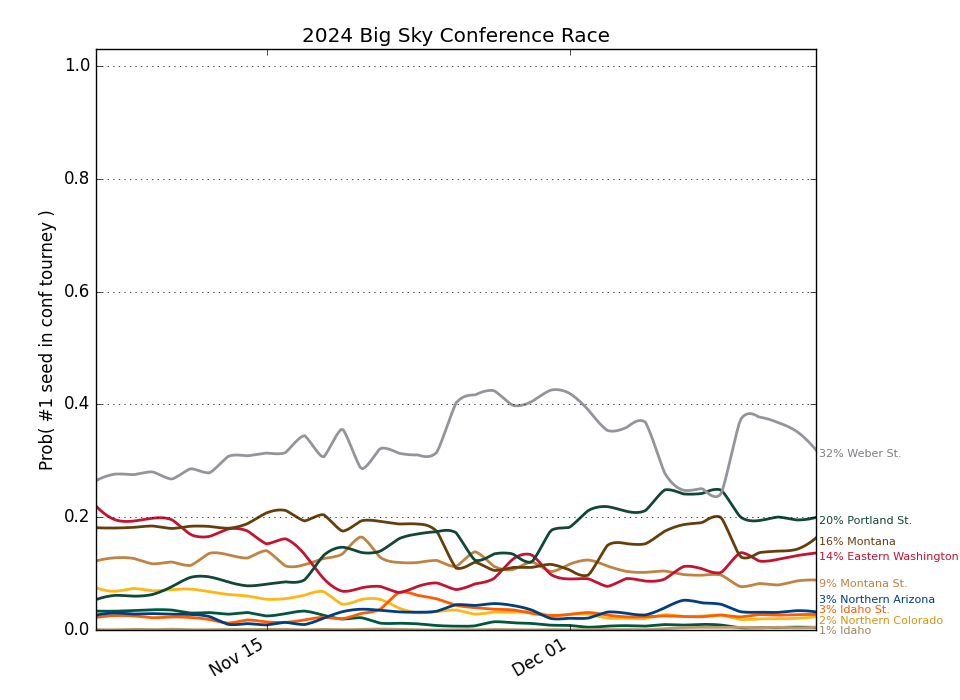 2024 Big Sky Conference Race
Prob( #1 seed in conf tourney )
1.0
0.8
0.6
0.4
0.2
0.0
Nov 15
Dec 01
32% Weber St.
20% Portland St.
16% Montana
14% Eastern Washington
9% Montana St.
3% Northern Arizona
3% Idaho St.
2% Northern Colorado
1% Idaho